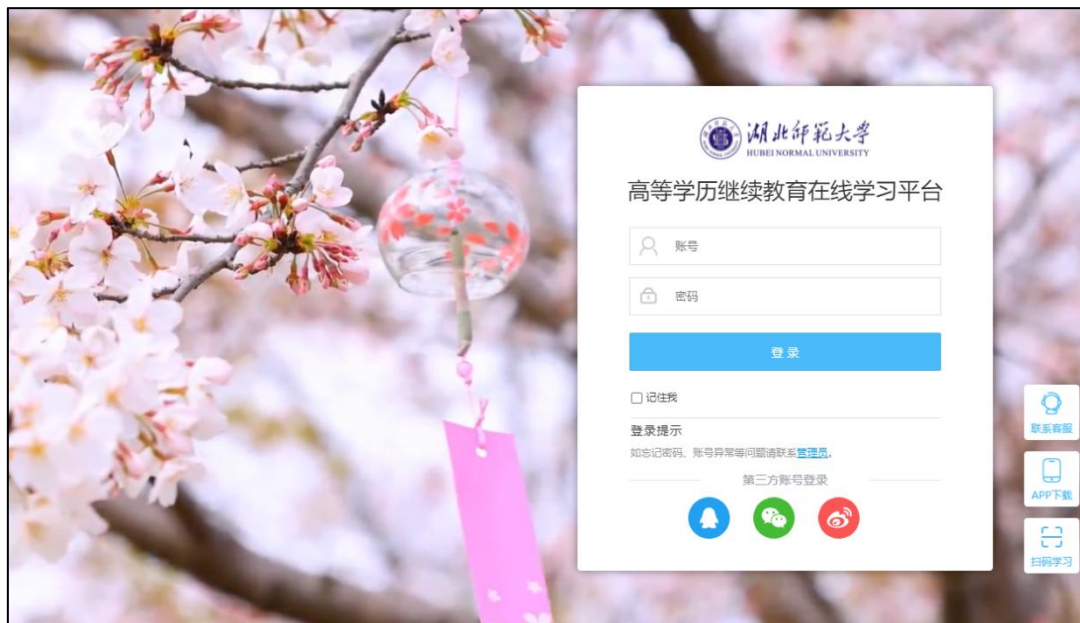 湖北师范大学
HUBEI NORMAL UNIVERSITY
高等学历继续教育在线学习平台
账号
密码
登录
记住我
登录提示
如忘记密码、账号异常等问题请联系管理员。
第三方账号登录
联系客服
APP下载
扫码学习